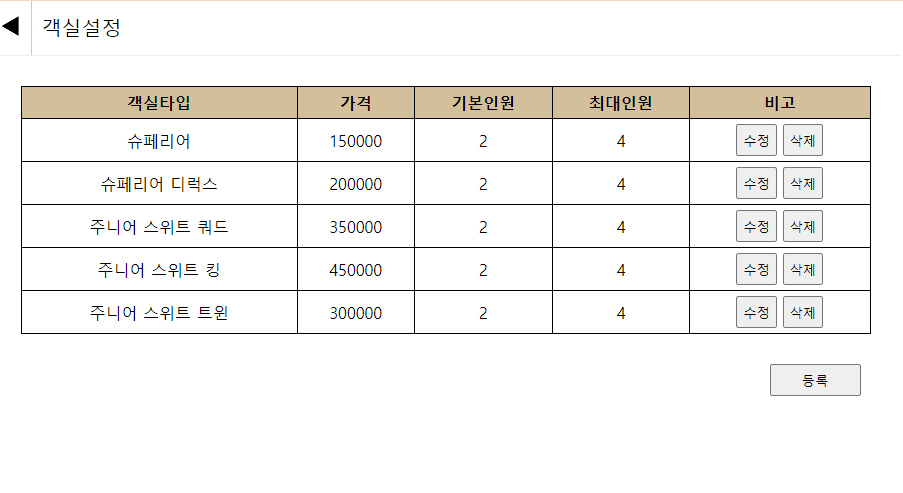 ◀ 객실설정
객실타입 가격 기본인원 최대인원 비고
슈페리어 150000 2 4 수정 삭제
슈페리어 디럭스 200000 2 4 수정 삭제
주니어 스위트 쿼드 350000 2 4 수정 삭제
주니어 스위트 킹 450000 2 4 수정 삭제
주니어 스위트 트윈 300000 2 4 수정 삭제
등록